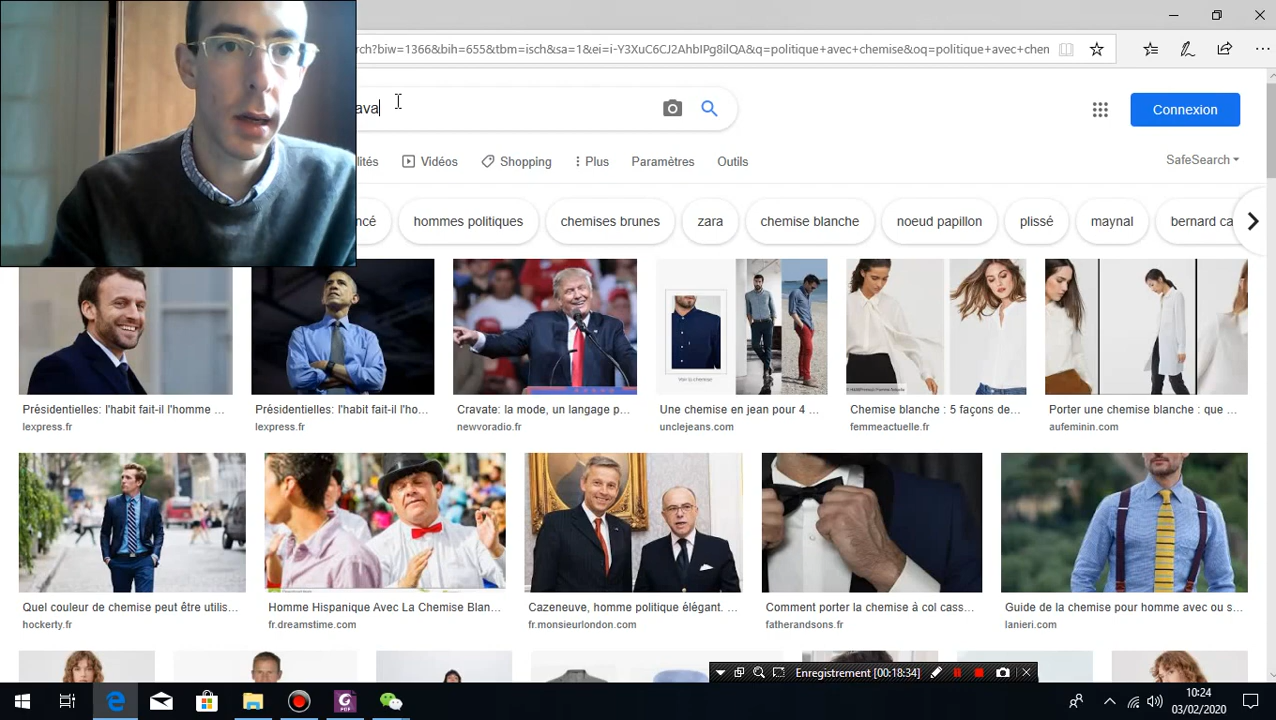 rch?biw=1366&bih=655&tbm=isch&sa=1&ei=i-Y3XuC6CJ2AhbIPg8ilQA&q=politique+avec+chemise&oq=politique+avec+chen
ava
Connexion
lités Vidéos Shopping Plus Paramètres Outils
SafeSearch
ncé hommes politiques chemises brunes zara chemise blanche noeud papillon plissé maynal bernard ca
Voir la chemise
Présidentielles: l'habit fait-il l'homme ... Présidentielles: l'habit fait-il l'ho... Cravate: la mode, un langage p... Une chemise en jean pour 4 ... Chemise blanche : 5 façons de... Porter une chemise blanche : que ...
lexpress.fr lexpress.fr newvoradio.fr unclejeans.com femmeactuelle.fr aufeminin.com
Quel couleur de chemise peut être utilis... Homme Hispanique Avec La Chemise Blan... Cazeneuve, homme politique élégant. ... Comment porter la chemise à col cass... Guide de la chemise pour homme avec ou s...
hockerty.fr fr.dreamstime.com fr.monsieurlondon.com fatherandsons.fr lanieri.com
Enregistrement [00:18:34]
10:24
03/02/2020